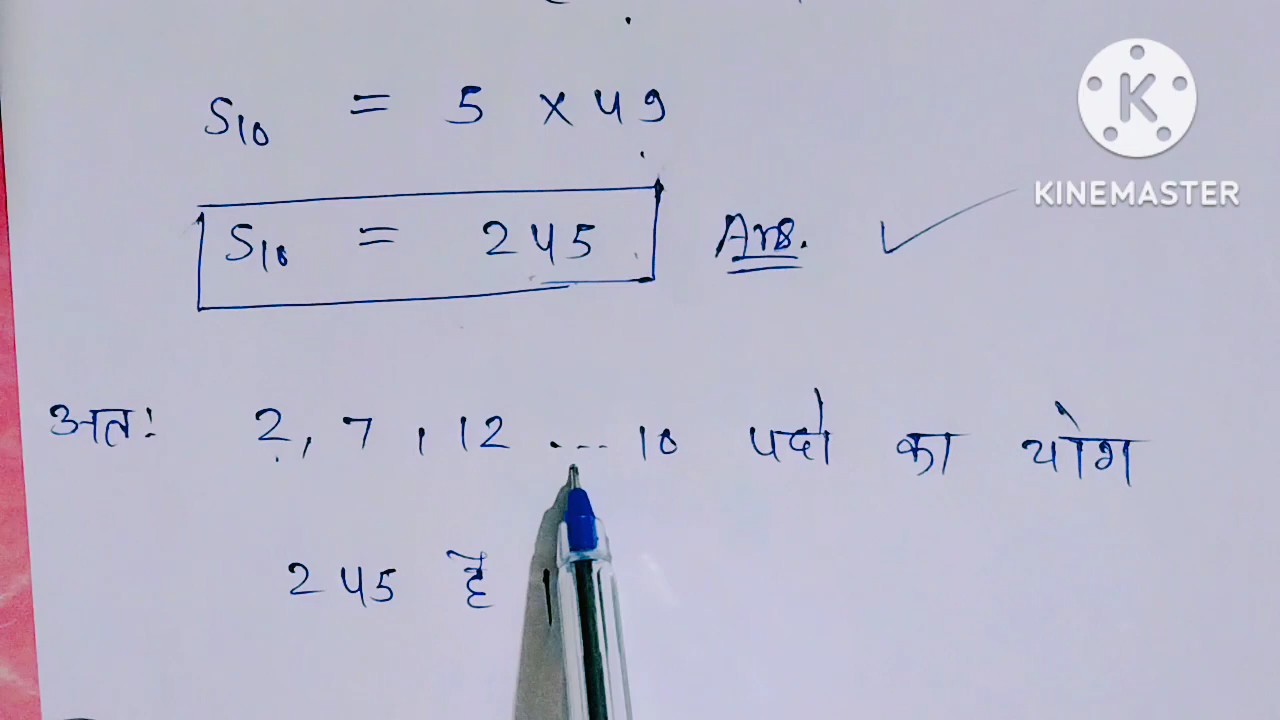 S10 = 5 × 49
S10 = 245 Ans.
अतः 2, 7, 12 ... 10 पदो का योग
245 है ।
K
KINEMASTER